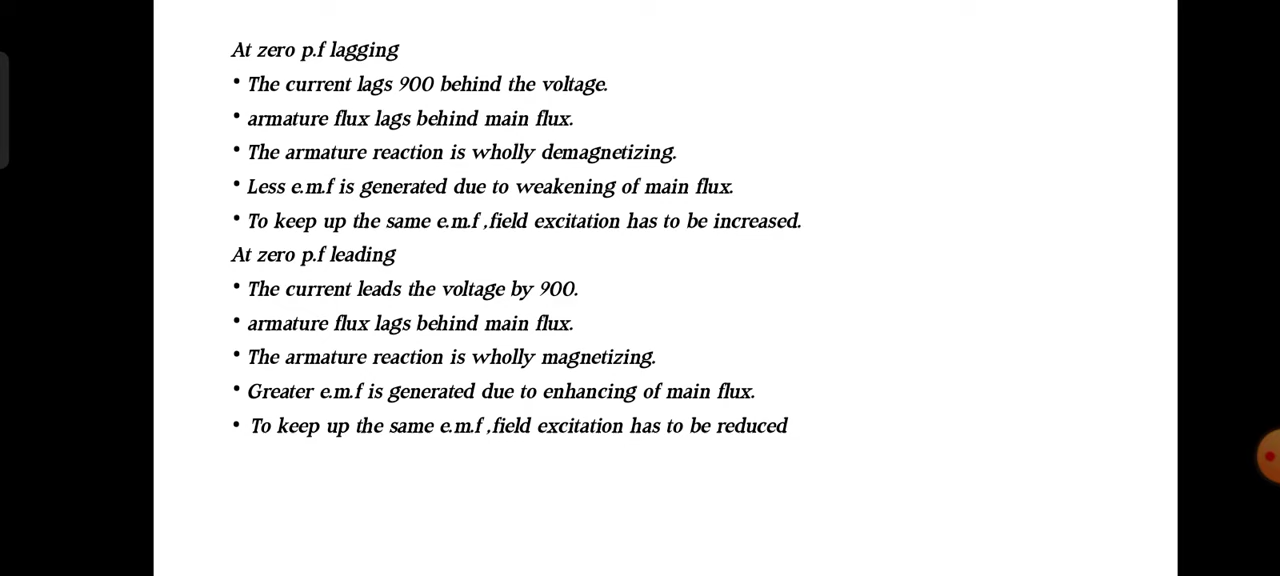 At zero p.f lagging
• The current lags 900 behind the voltage.
• armature flux lags behind main flux.
• The armature reaction is wholly demagnetizing.
• Less e.m.f is generated due to weakening of main flux.
• To keep up the same e.m.f ,field excitation has to be increased.
At zero p.f leading
• The current leads the voltage by 900.
• armature flux lags behind main flux.
• The armature reaction is wholly magnetizing.
• Greater e.m.f is generated due to enhancing of main flux.
• To keep up the same e.m.f ,field excitation has to be reduced